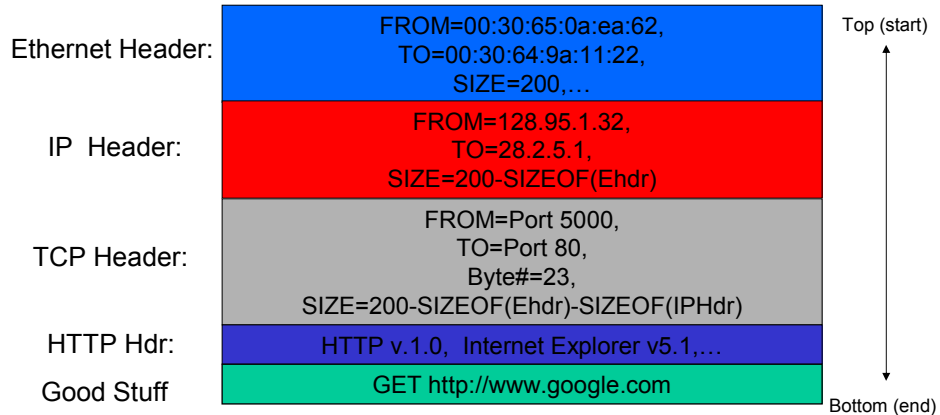 Ethernet Header:
FROM=00:30:65:0a:ea:62,
TO=00:30:64:9a:11:22,
SIZE=200,…
Top (start)
IP  Header:
FROM=128.95.1.32,
TO=28.2.5.1,
SIZE=200-SIZEOF(Ehdr)
TCP Header:
FROM=Port 5000,
TO=Port 80,
Byte#=23,
SIZE=200-SIZEOF(Ehdr)-SIZEOF(IPHdr)
HTTP Hdr:
HTTP v.1.0,  Internet Explorer v5.1,…
Good Stuff
GET http://www.google.com
Bottom (end)